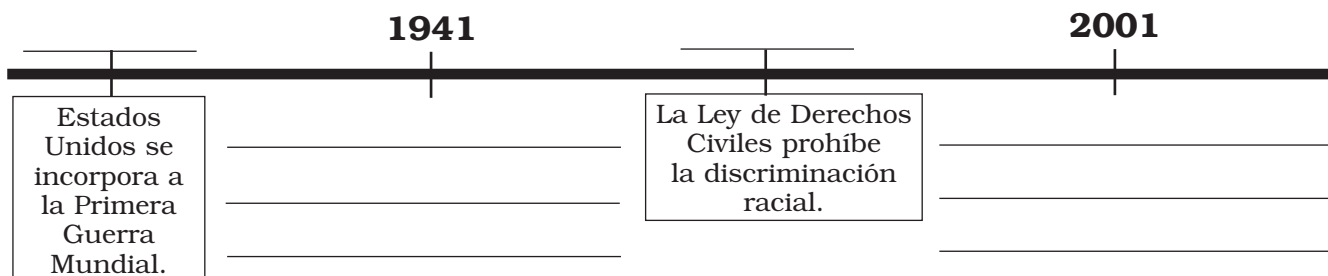 1941
2001
Estados
Unidos se
incorpora a
la Primera
Guerra
Mundial.
La Ley de Derechos
Civiles prohíbe
la discriminación
racial.